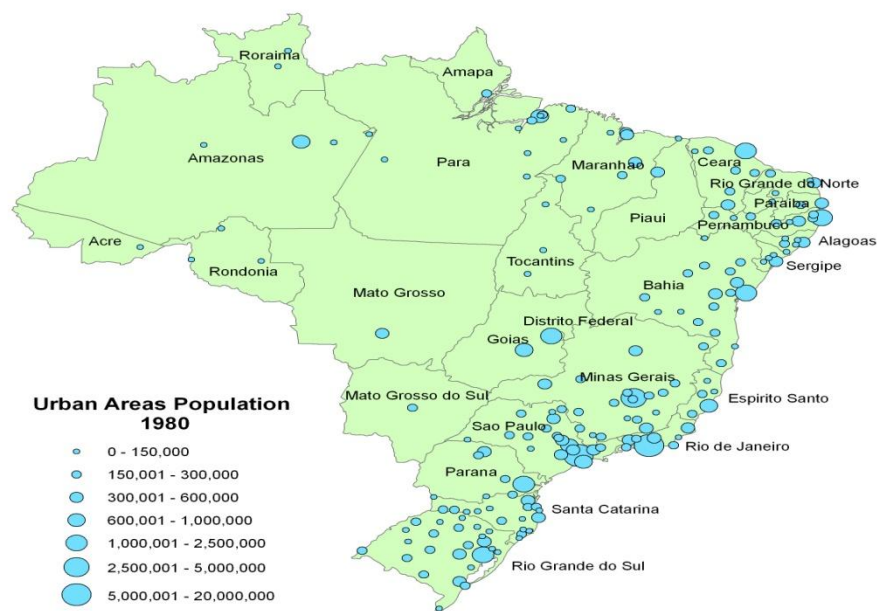 Roraima
Amapa
Amazonas
Para
Maranhao
Ceara
Rio Grande do Norte
Paraiba
Piaui
Pernambuco
Acre
Alagoas
Rondonia
Tocantins
Sergipe
Bahia
Mato Grosso
Distrito Federal
Goias
Minas Gerais
Mato Grosso do Sul
Espirito Santo
Sao Paulo
Rio de Janeiro
Parana
Santa Catarina
Rio Grande do Sul
Urban Areas Population
1980
0 - 150,000
150,001 - 300,000
300,001 - 600,000
600,001 - 1,000,000
1,000,001 - 2,500,000
2,500,001 - 5,000,000
5,000,001 - 20,000,000